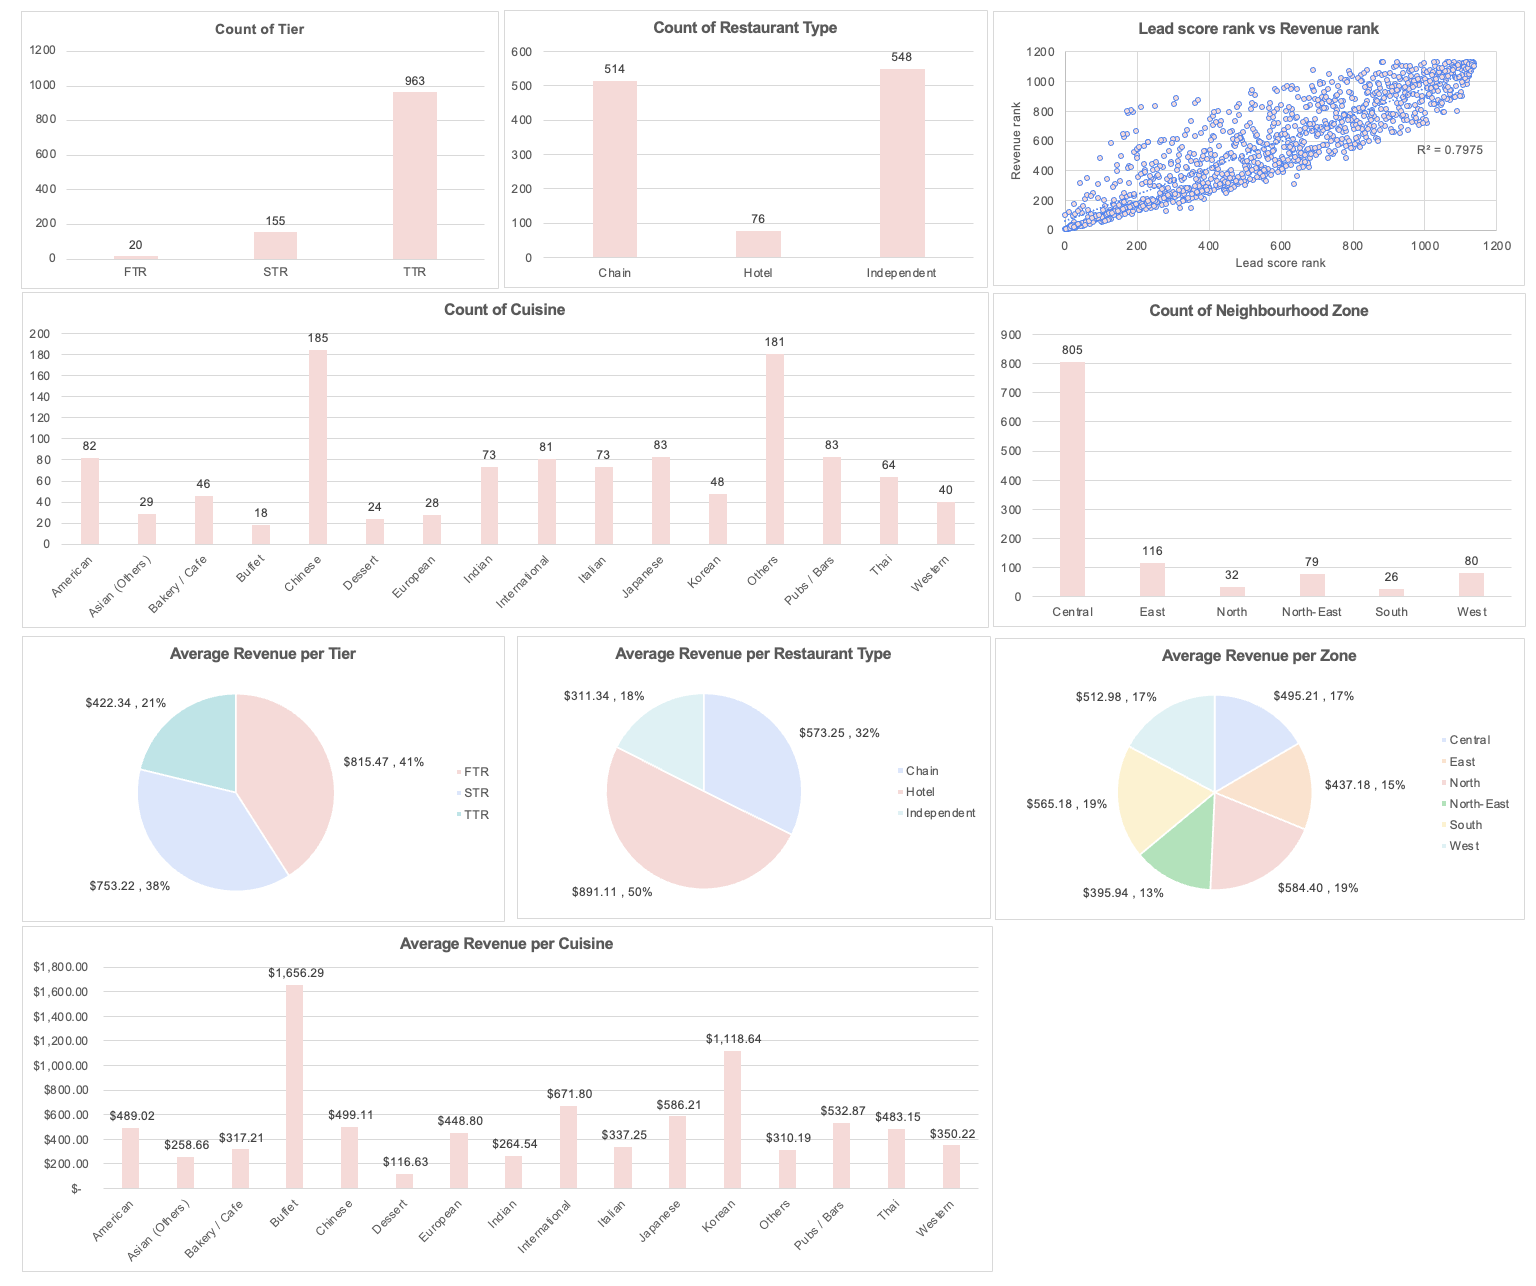 Count of Tier
1200
1000
800
600
400
200
0
20
155
963
FTR
STR
TTR
Count of Restaurant Type
600
500
400
300
200
100
0
514
76
548
Chain
Hotel
Independent
Lead score rank vs Revenue rank
Revenue rank
1200
1000
800
600
400
200
0
R² = 0.7975
0
200
400
600
800
1000
1200
Lead score rank
Count of Cuisine
200
180
160
140
120
100
80
60
40
20
0
82
29
46
18
185
24
28
73
81
73
83
48
181
83
64
40
American
Asian (Others)
Bakery / Cafe
Buffet
Chinese
Dessert
European
Indian
International
Italian
Japanese
Korean
Others
Pubs / Bars
Thai
Western
Count of Neighbourhood Zone
900
800
700
600
500
400
300
200
100
0
805
116
32
79
26
80
Central
East
North
North-East
South
West
Average Revenue per Tier
$422.34 , 21%
$815.47 , 41%
$753.22 , 38%
FTR
STR
TTR
Average Revenue per Restaurant Type
$311.34 , 18%
$573.25 , 32%
$891.11 , 50%
Chain
Hotel
Independent
Average Revenue per Zone
$512.98 , 17%
$495.21 , 17%
$437.18 , 15%
$565.18 , 19%
$395.94 , 13%
$584.40 , 19%
Central
East
North
North-East
South
West
Average Revenue per Cuisine
$1,800.00
$1,600.00
$1,400.00
$1,200.00
$1,000.00
$800.00
$600.00
$400.00
$200.00
$-
$489.02
$258.66
$317.21
$1,656.29
$499.11
$116.63
$448.80
$264.54
$671.80
$337.25
$586.21
$1,118.64
$310.19
$532.87
$483.15
$350.22
American
Asian (Others)
Bakery / Cafe
Buffet
Chinese
Dessert
European
Indian
International
Italian
Japanese
Korean
Others
Pubs / Bars
Thai
Western